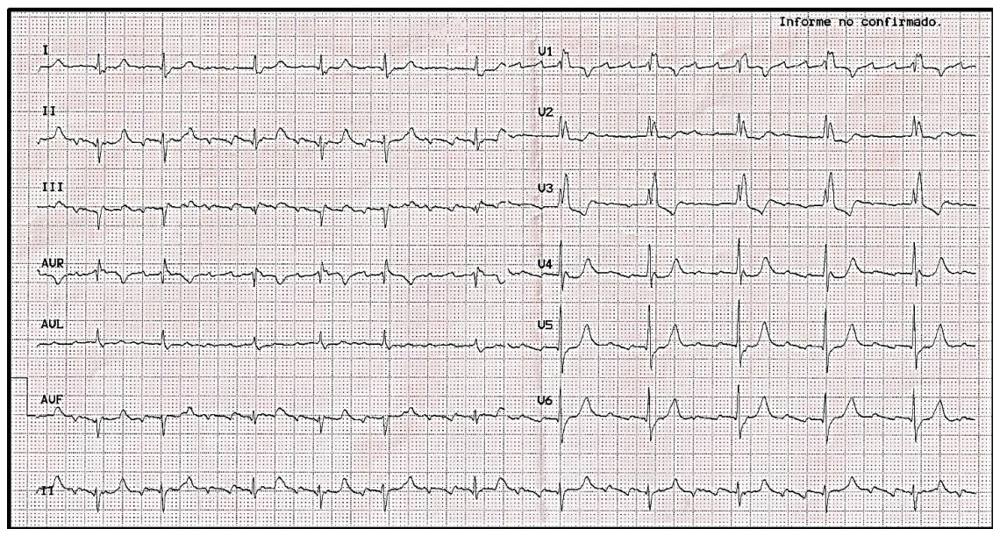 Informe no confirmado.
I
II
III
AVR
AVL
AVF
II
V1
V2
V3
V4
V5
V6